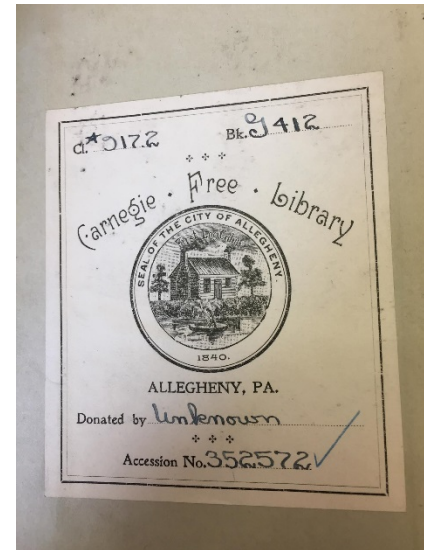 Cl.*917.2 Bk. G 412
Carnegie . Free . Library
SEAL OF THE CITY OF ALLEGHENY.
1840.
ALLEGHENY, PA.
Donated by Unknown
Accession No. 352572